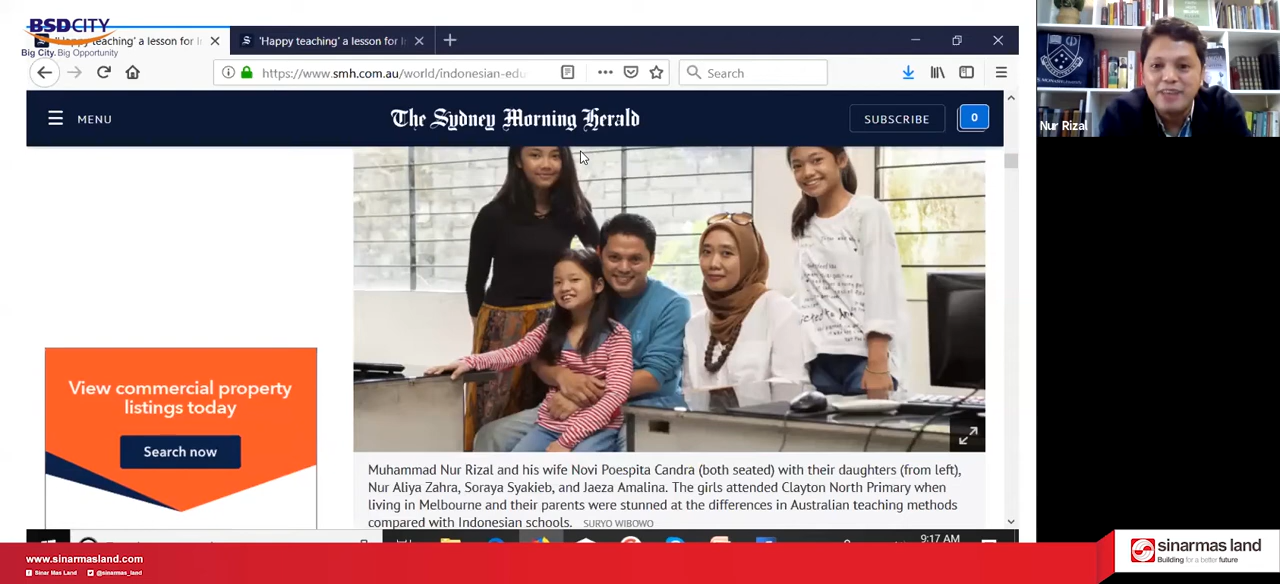 BSDCITY
Big City. Big Opportunity
'Happy teaching' a lesson for I
'Happy teaching' a lesson for I
https://www.smh.com.au/world/indonesian-edu
Search
MENU
The Sydney Morning Herald
SUBSCRIBE
0
Nur Rizal
View commercial property
listings today
Search now
Muhammad Nur Rizal and his wife Novi Poespita Candra (both seated) with their daughters (from left),
Nur Aliya Zahra, Soraya Syakieb, and Jaeza Amalina. The girls attended Clayton North Primary when
living in Melbourne and their parents were stunned at the differences in Australian teaching methods
compared with Indonesian schools. SURYO WIBOWO
9:17 AM
www.sinarmasland.com
Sinar Mas Land @sinarmas_land
sinarmas land
Building for a better future